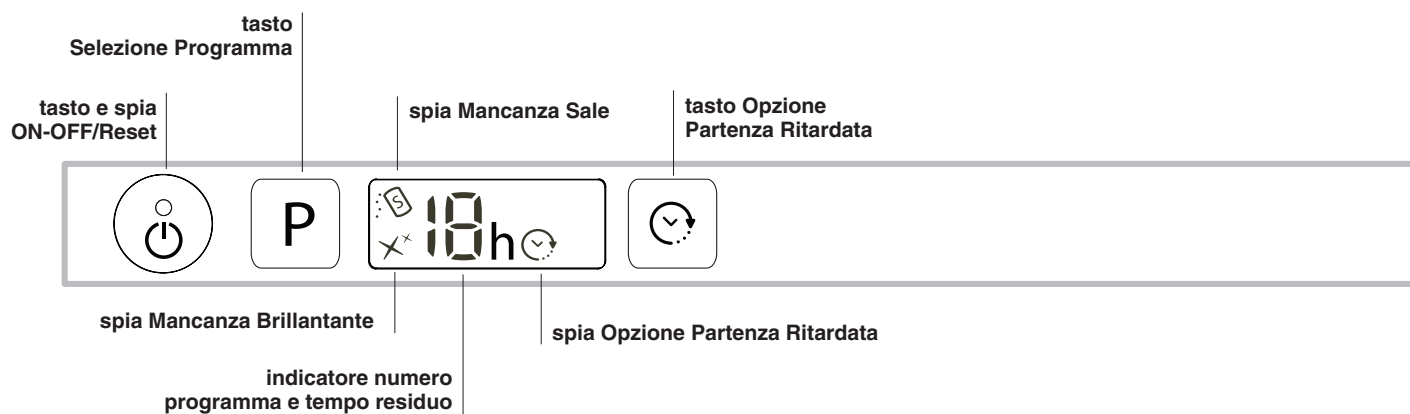 tasto
Selezione Programma
tasto e spia
ON-OFF/Reset
spia Mancanza Sale
tasto Opzione
Partenza Ritardata
P
S
18h
spia Mancanza Brillantante
spia Opzione Partenza Ritardata
indicatore numero
programma e tempo residuo